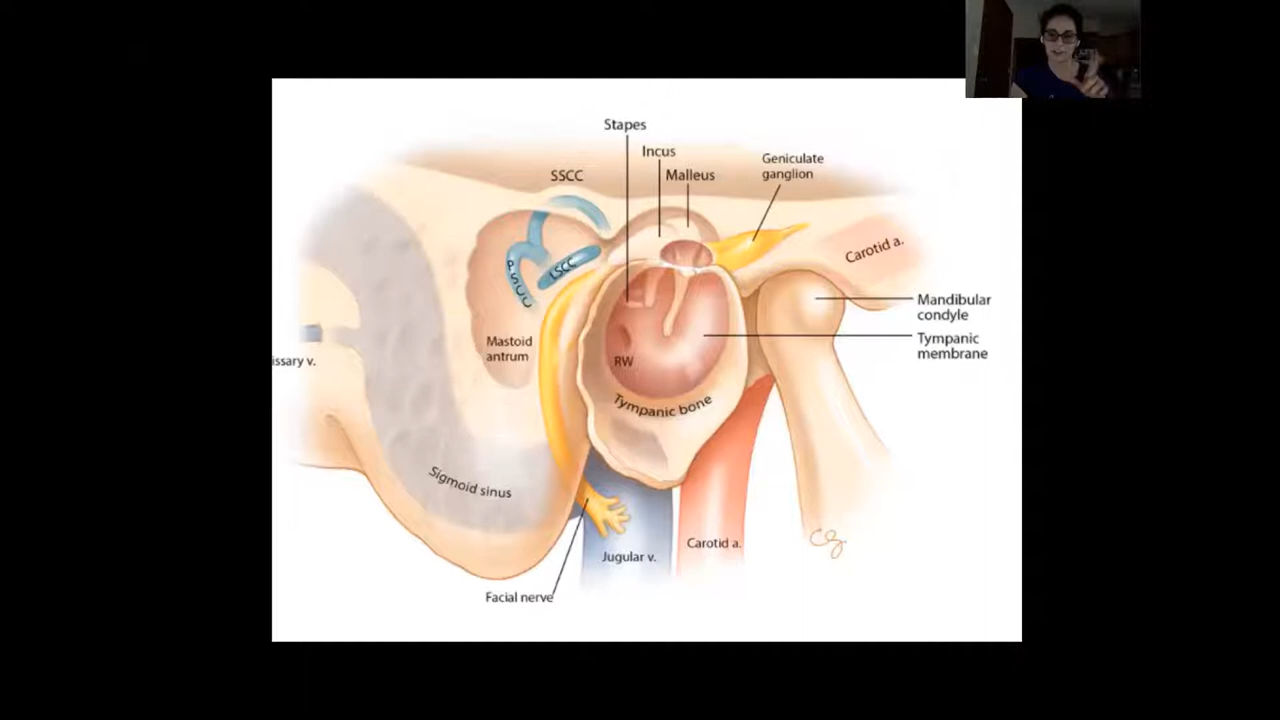 Stapes
Incus
SSCC
Malleus
Geniculate
ganglion
Carotid a.
PSCC
LSCC
Mandibular
condyle
Tympanic
membrane
Mastoid
antrum
issary v.
RW
Tympanic bone
Sigmoid sinus
Jugular v.
Carotid a.
Facial nerve